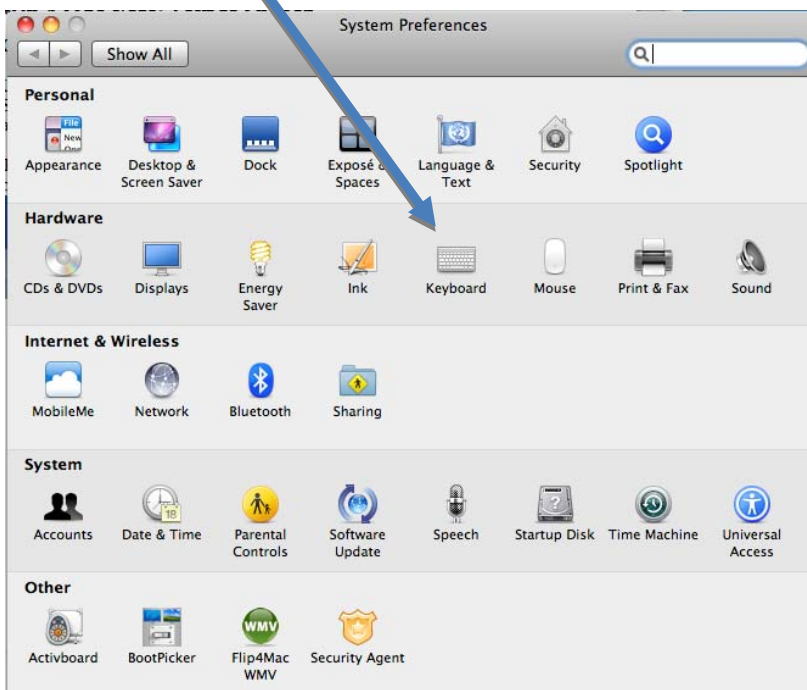 System Preferences
Show All
Personal
File
New
Appearance
Desktop &
Screen Saver
Dock
Exposé &
Spaces
Language &
Text
Security
Spotlight
Hardware
CDs & DVDs
Displays
Energy
Saver
Ink
Keyboard
Mouse
Print & Fax
Sound
Internet & Wireless
MobileMe
Network
Bluetooth
Sharing
System
18
Accounts
Date & Time
Parental
Controls
Software
Update
Speech
?
Startup Disk
Time Machine
Universal
Access
Other
WMV
Activboard
BootPicker
Flip4Mac
WMV
Security Agent